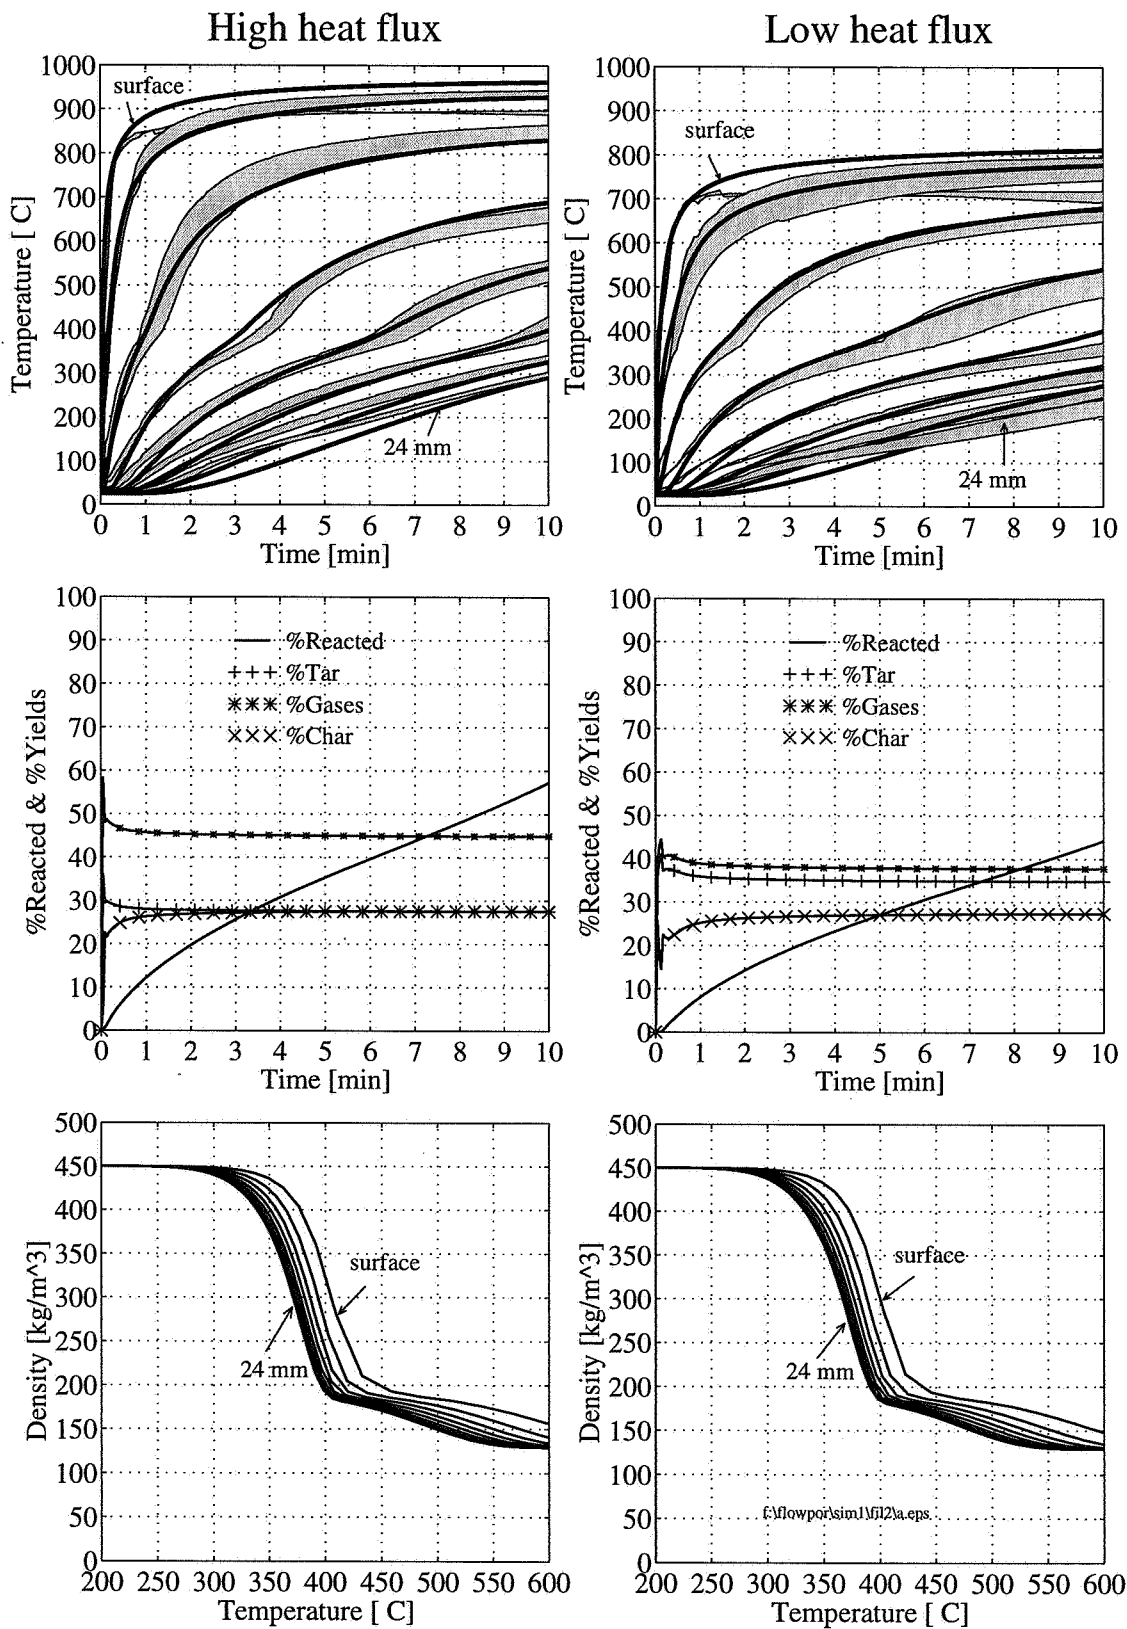 High heat flux
Low heat flux
1000
900
800
700
600
500
400
300
200
100
0
Temperature [ C]
surface
24 mm
0 1 2 3 4 5 6 7 8 9 10
Time [min]
1000
900
800
700
600
500
400
300
200
100
0
Temperature [ C]
surface
24 mm
0 1 2 3 4 5 6 7 8 9 10
Time [min]
100
90
80
70
60
50
40
30
20
10
0
%Reacted & %Yields
%Reacted
%Tar
%Gases
%Char
0 1 2 3 4 5 6 7 8 9 10
Time [min]
100
90
80
70
60
50
40
30
20
10
0
%Reacted & %Yields
%Reacted
%Tar
%Gases
%Char
0 1 2 3 4 5 6 7 8 9 10
Time [min]
500
450
400
350
300
250
200
150
100
50
0
Density [kg/m^3]
surface
24 mm
200 250 300 350 400 450 500 550 600
Temperature [ C]
500
450
400
350
300
250
200
150
100
50
0
Density [kg/m^3]
surface
24 mm
f:\flowpor\sim1\fil2\a.eps
200 250 300 350 400 450 500 550 600
Temperature [ C]